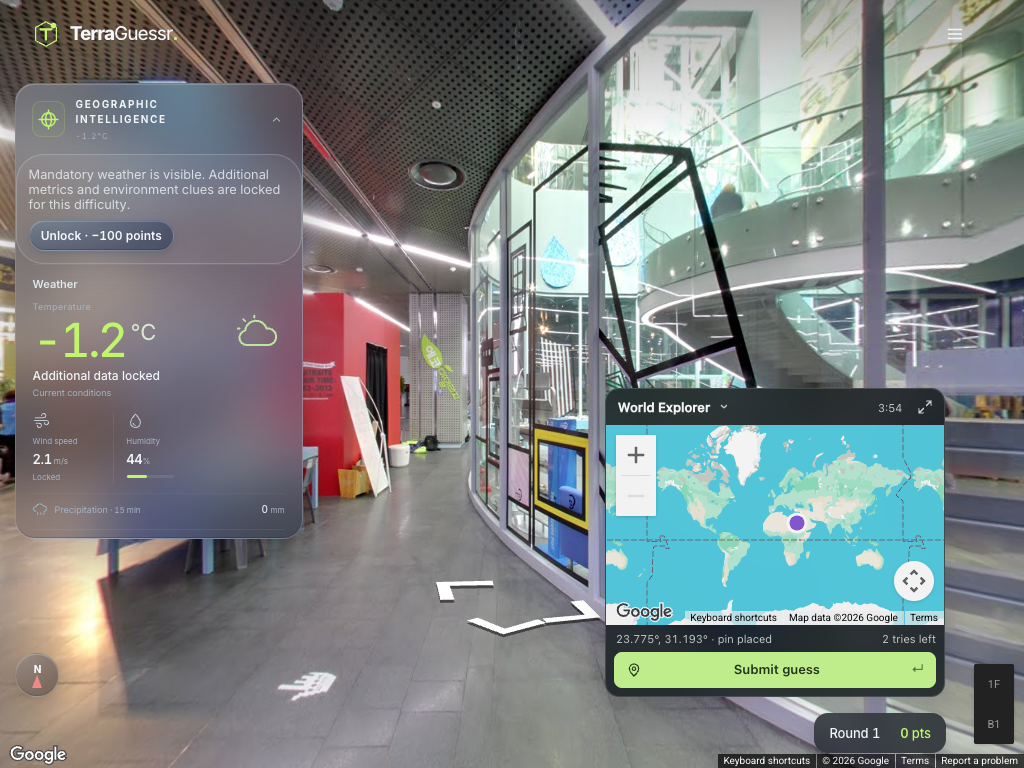 TerraGuessr.
GEOGRAPHIC
INTELLIGENCE
-1.2°C
Mandatory weather is visible. Additional
metrics and environment clues are locked
for this difficulty.
Unlock · −100 points
Weather
Temperature
-1.2°C
Additional data locked
Current conditions
Wind speed
2.1 m/s
Locked
Humidity
44%
Precipitation · 15 min
0 mm
N
Google
World Explorer
3:54
Google
Keyboard shortcuts
Map data ©2026 Google
Terms
23.775°, 31.193° · pin placed
2 tries left
Submit guess
1F
B1
Round 1
0 pts
Keyboard shortcuts
© 2026 Google
Terms
Report a problem